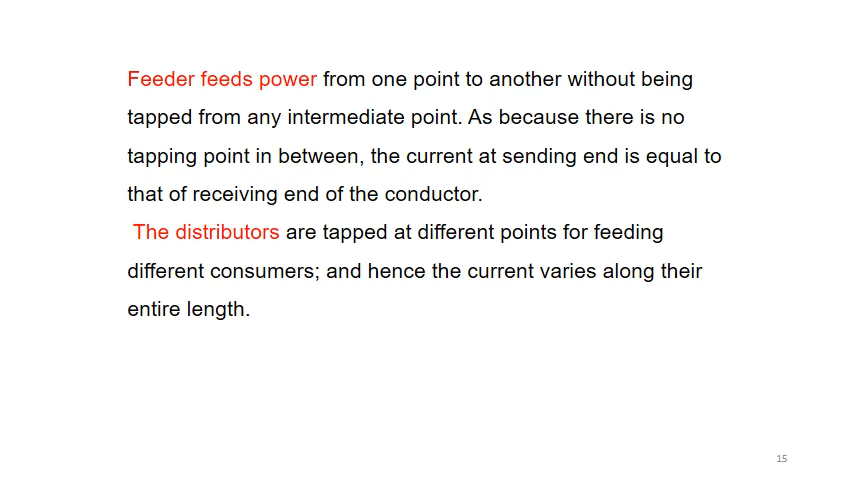 Feeder feeds power from one point to another without being
tapped from any intermediate point. As because there is no
tapping point in between, the current at sending end is equal to
that of receiving end of the conductor.
The distributors are tapped at different points for feeding
different consumers; and hence the current varies along their
entire length.
15